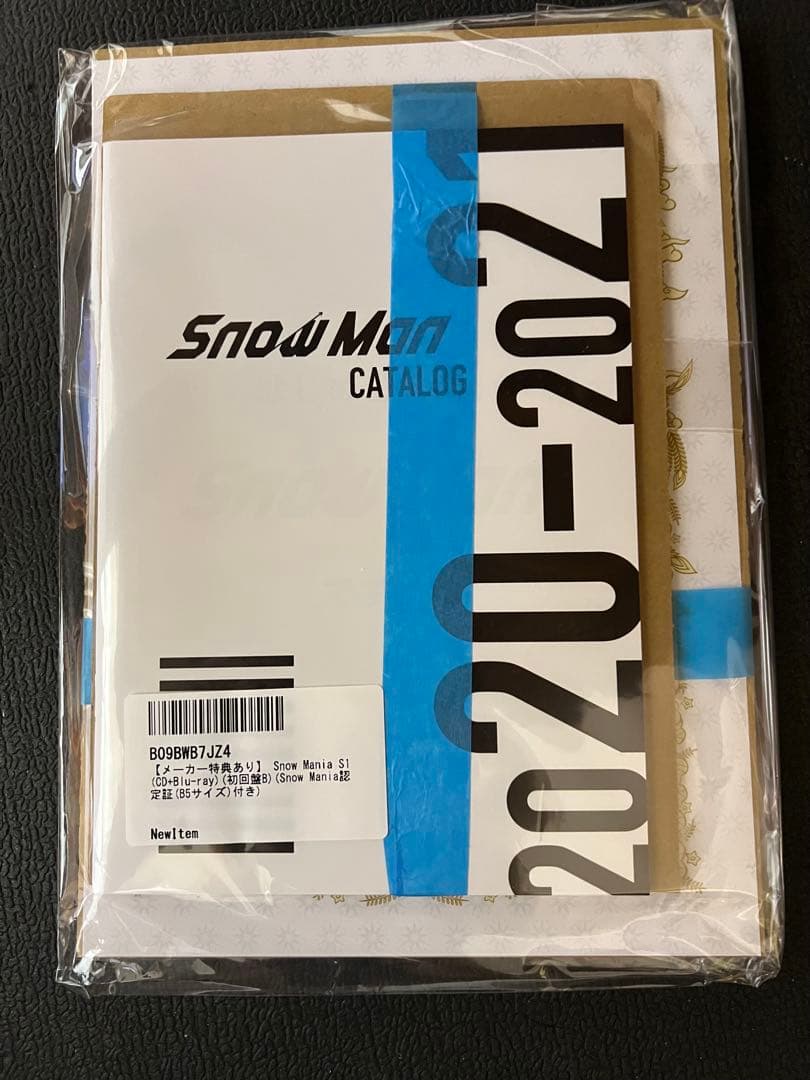 Snow Man
CATALOG
2020-2021
B09BWB7JZ4
【メーカー特典あり】 Snow Mania S1
(CD+Blu-ray)(初回盤B)(Snow Mania認
定証(B5サイズ)付き)
NewItem